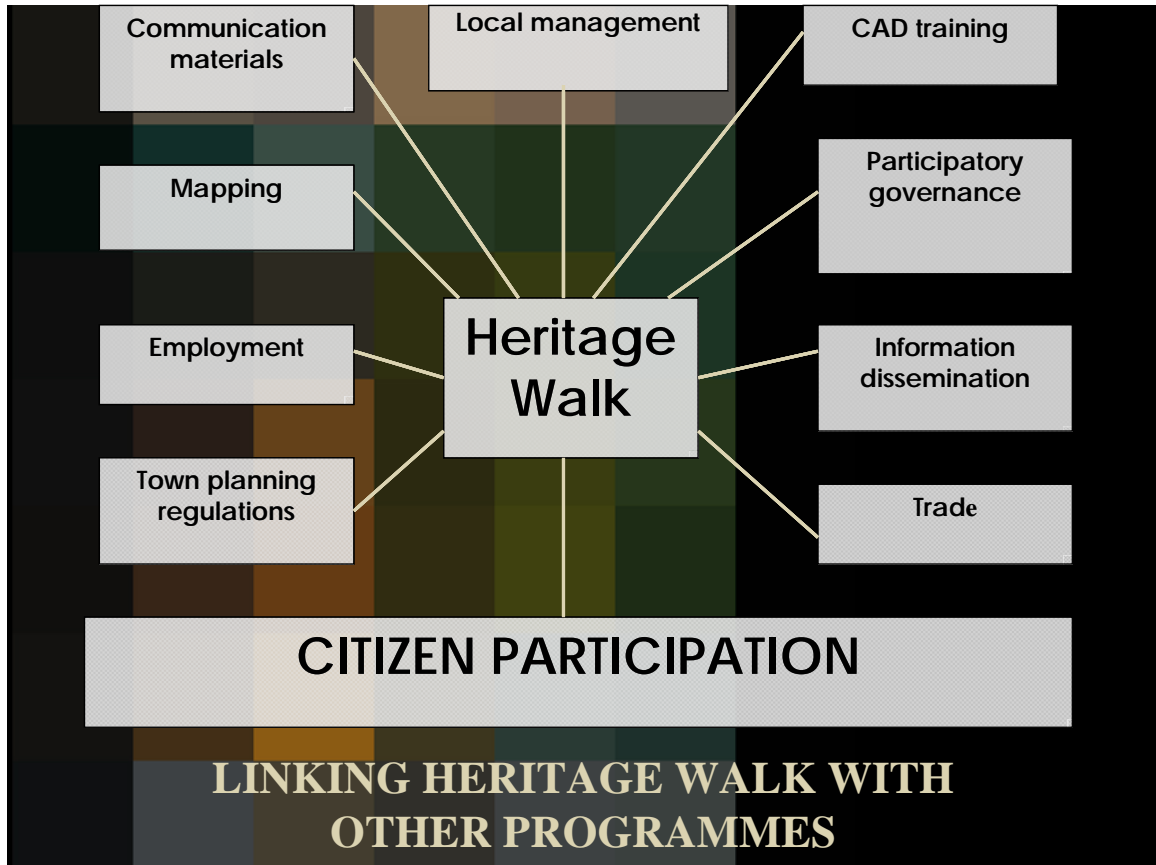 Communication
materials
Local management
CAD training
Mapping
Participatory
governance
Heritage
Walk
Employment
Information
dissemination
Town planning
regulations
Trade
CITIZEN PARTICIPATION
LINKING HERITAGE WALK WITH
OTHER PROGRAMMES